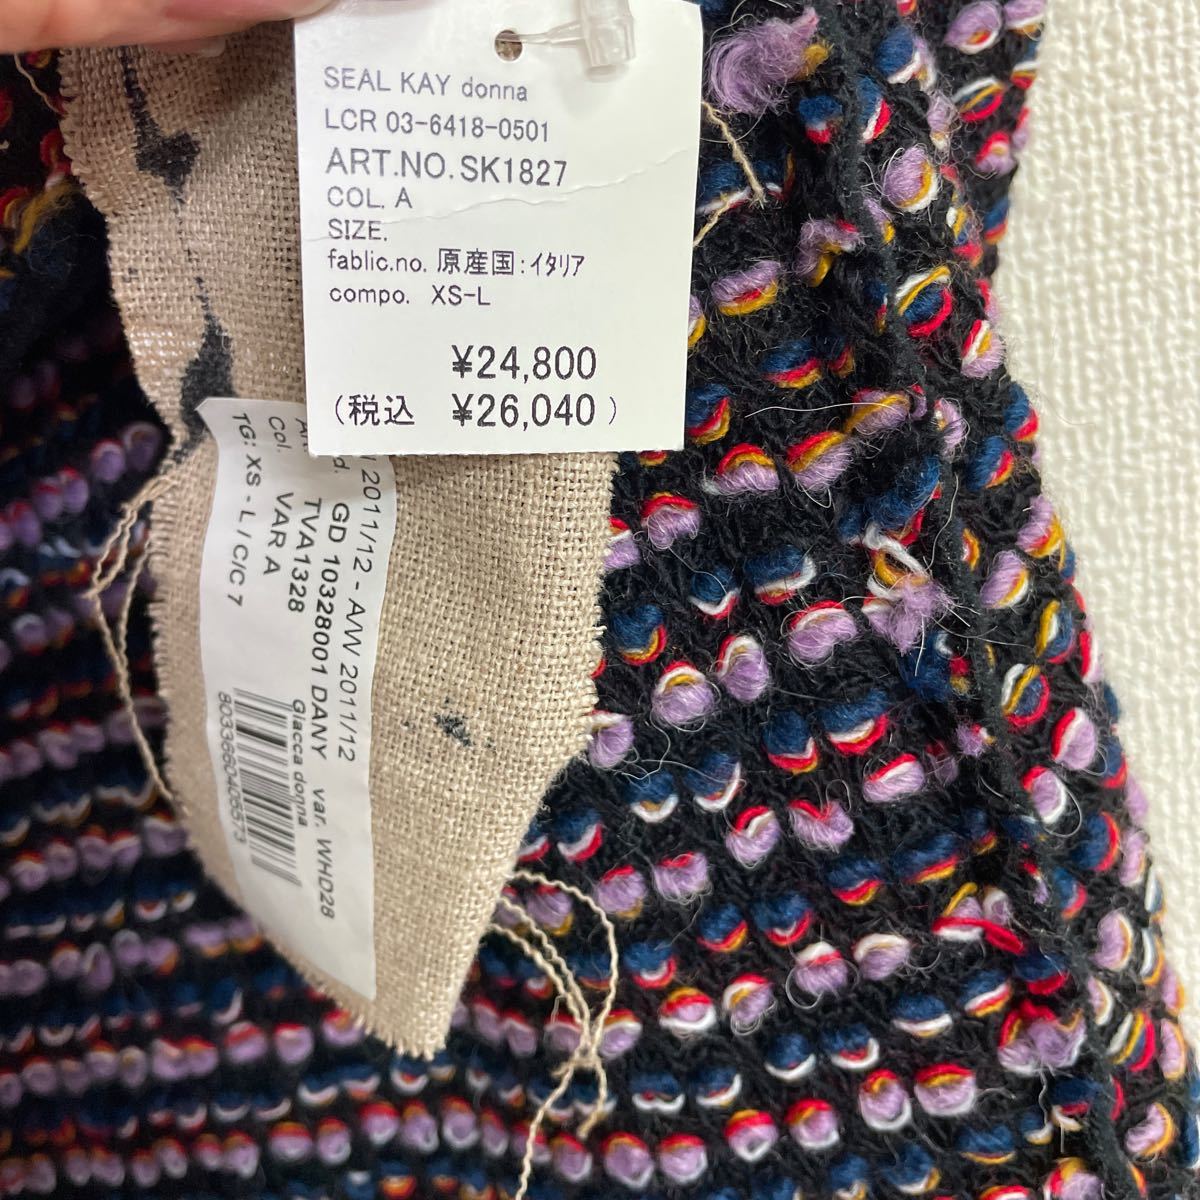 SEAL KAY donna
LCR 03-6418-0501
ART.NO.SK1827
COL. A
SIZE.
fablic.no. 原産国:イタリア
compo. XS-L
¥24,800
(税込 ¥26,040)
2011/12 - A/W 2011/12
GD 10328001 DANY var. WHD28
TVA1328 Giacca donna
Col. VAR A
TG: XS - L / C/C 7